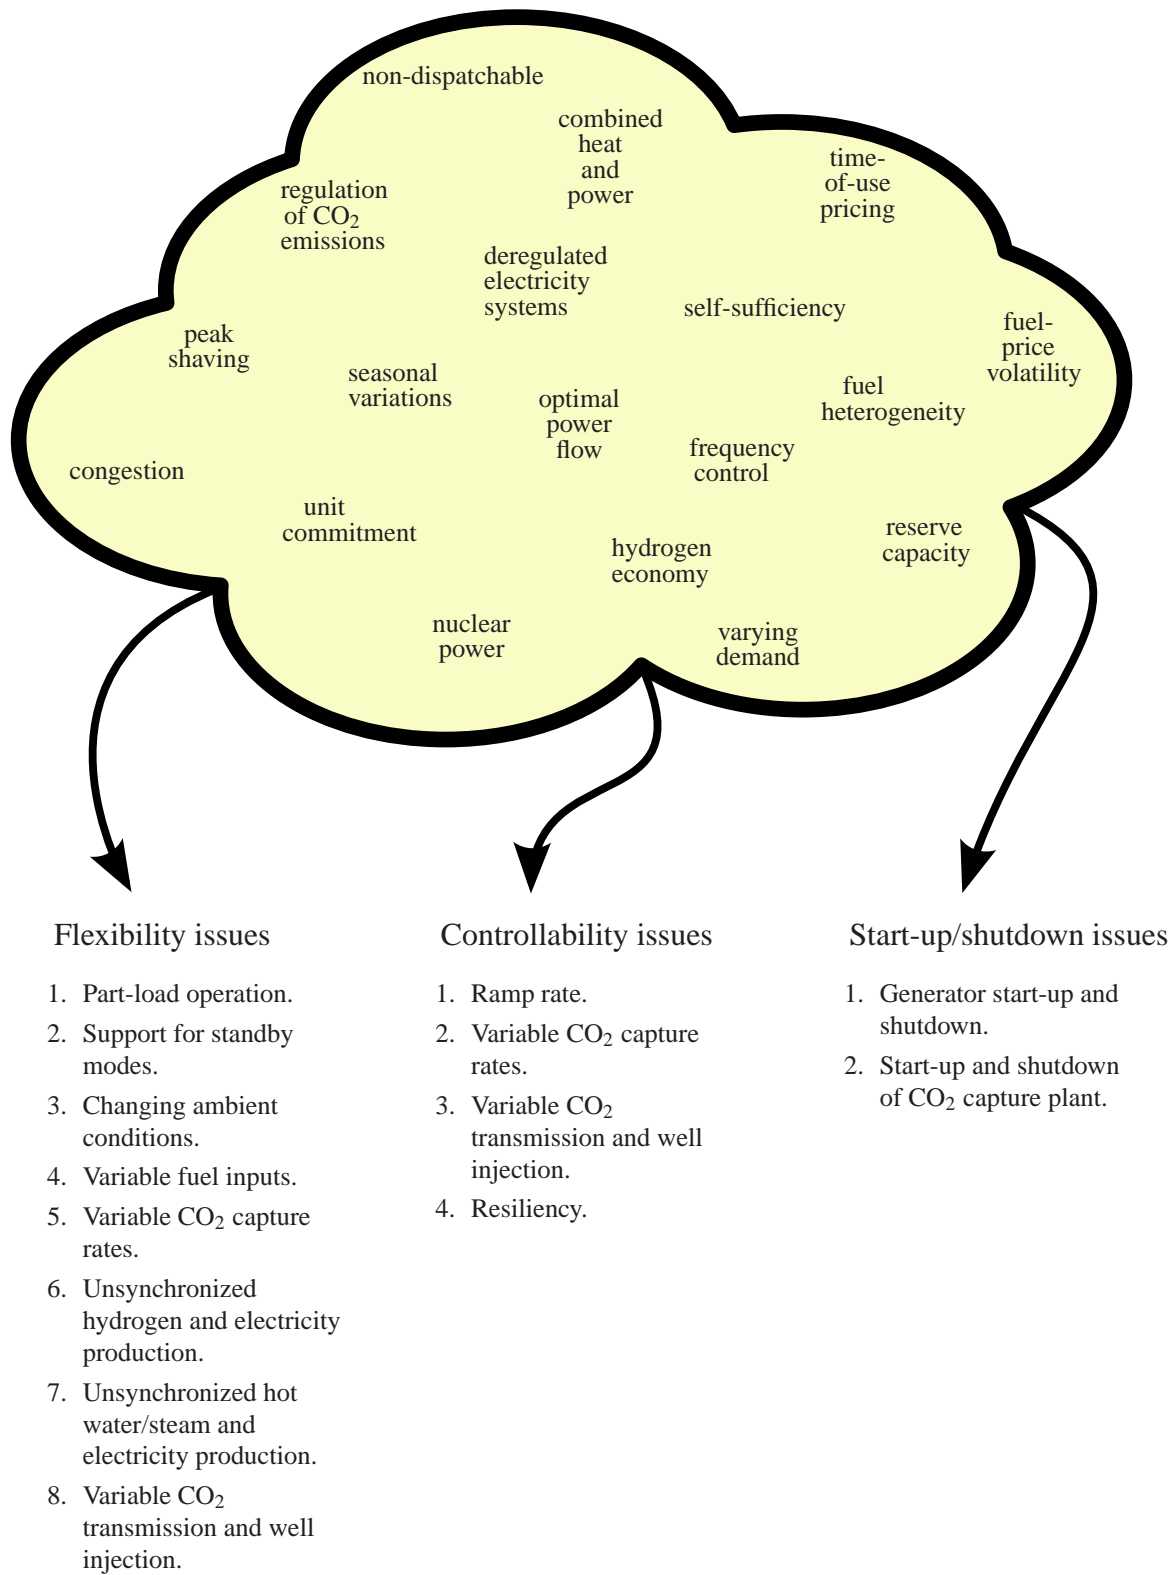 non-dispatchable
combined
heat
and
power
time-
of-use
pricing
regulation
of CO₂
emissions
deregulated
electricity
systems
self-sufficiency
fuel-
price
volatility
peak
shaving
seasonal
variations
optimal
power
flow
fuel
heterogeneity
frequency
control
congestion
unit
commitment
reserve
capacity
hydrogen
economy
nuclear
power
varying
demand
Flexibility issues
1. Part-load operation.
2. Support for standby
modes.
3. Changing ambient
conditions.
4. Variable fuel inputs.
5. Variable CO₂ capture
rates.
6. Unsynchronized
hydrogen and electricity
production.
7. Unsynchronized hot
water/steam and
electricity production.
8. Variable CO₂
transmission and well
injection.
Controllability issues
1. Ramp rate.
2. Variable CO₂ capture
rates.
3. Variable CO₂
transmission and well
injection.
4. Resiliency.
Start-up/shutdown issues
1. Generator start-up and
shutdown.
2. Start-up and shutdown
of CO₂ capture plant.